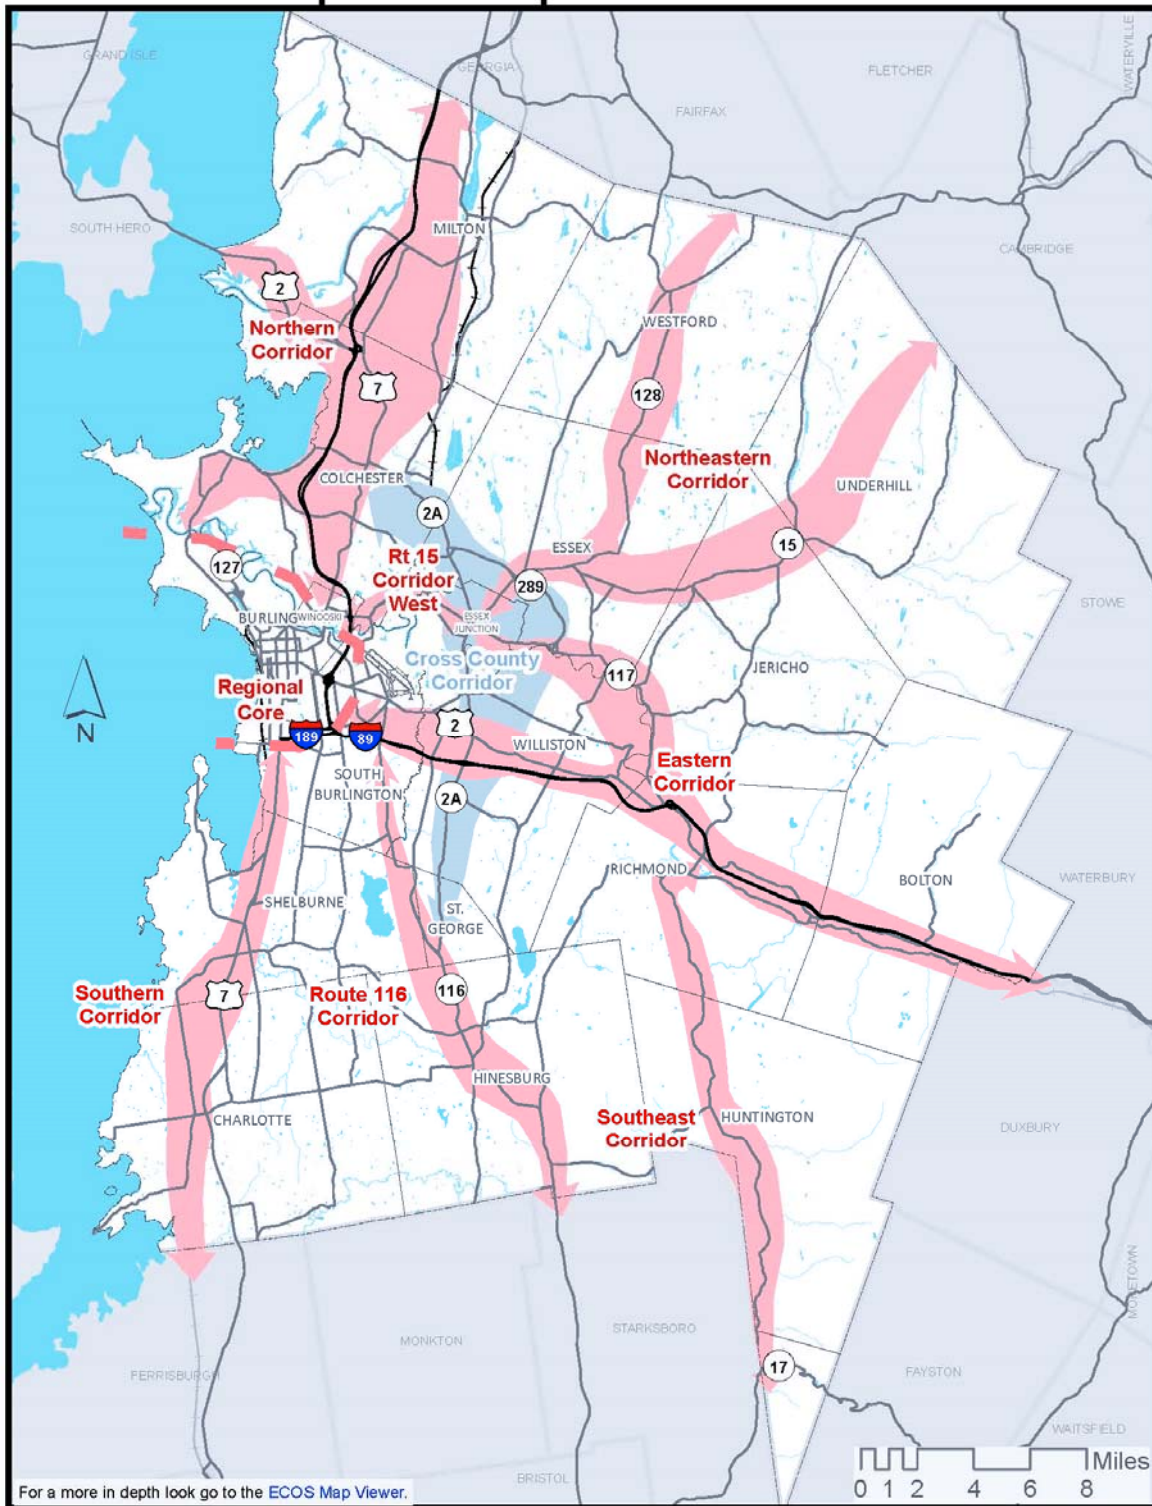 GRAND ISLE
GEORGIA
FLETCHER
WATERVILLE
FAIRFAX
SOUTH HERO
MILTON
CAMBRIDGE
2
Northern
Corridor
WESTFORD
7
128
COLCHESTER
Northeastern
Corridor
UNDERHILL
2A
15
127
Rt 15
Corridor
West
ESSEX
289
STOWE
BURLING
WINOOSKI
ESSEX
JUNCTION
Cross County
Corridor
117
JERICHO
Regional
Core
N
189
89
2
WILLISTON
Eastern
Corridor
SOUTH
BURLINGTON
2A
RICHMOND
BOLTON
WATERBURY
SHELBURNE
ST.
GEORGE
Southern
Corridor
7
Route 116
Corridor
116
HINESBURG
Southeast
Corridor
HUNTINGTON
CHARLOTTE
DUXBURY
MORETOWN
STARKSBORO
MONKTON
FERRISBURGH
17
FAYSTON
WAITSFIELD
BRISTOL
Miles
0 1 2 4 6 8
For a more in depth look go to the ECOS Map Viewer.